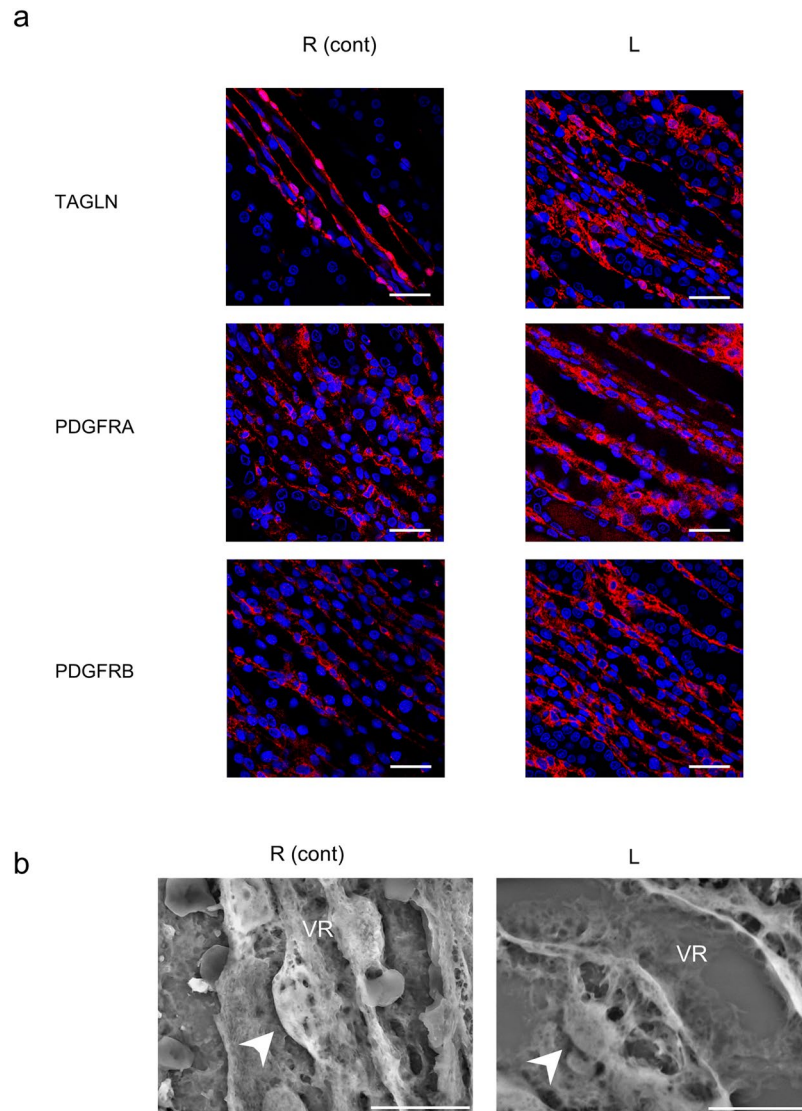 a
R (cont) L
TAGLN
PDGFRA
PDGFRB
b
R (cont) L
VR VR